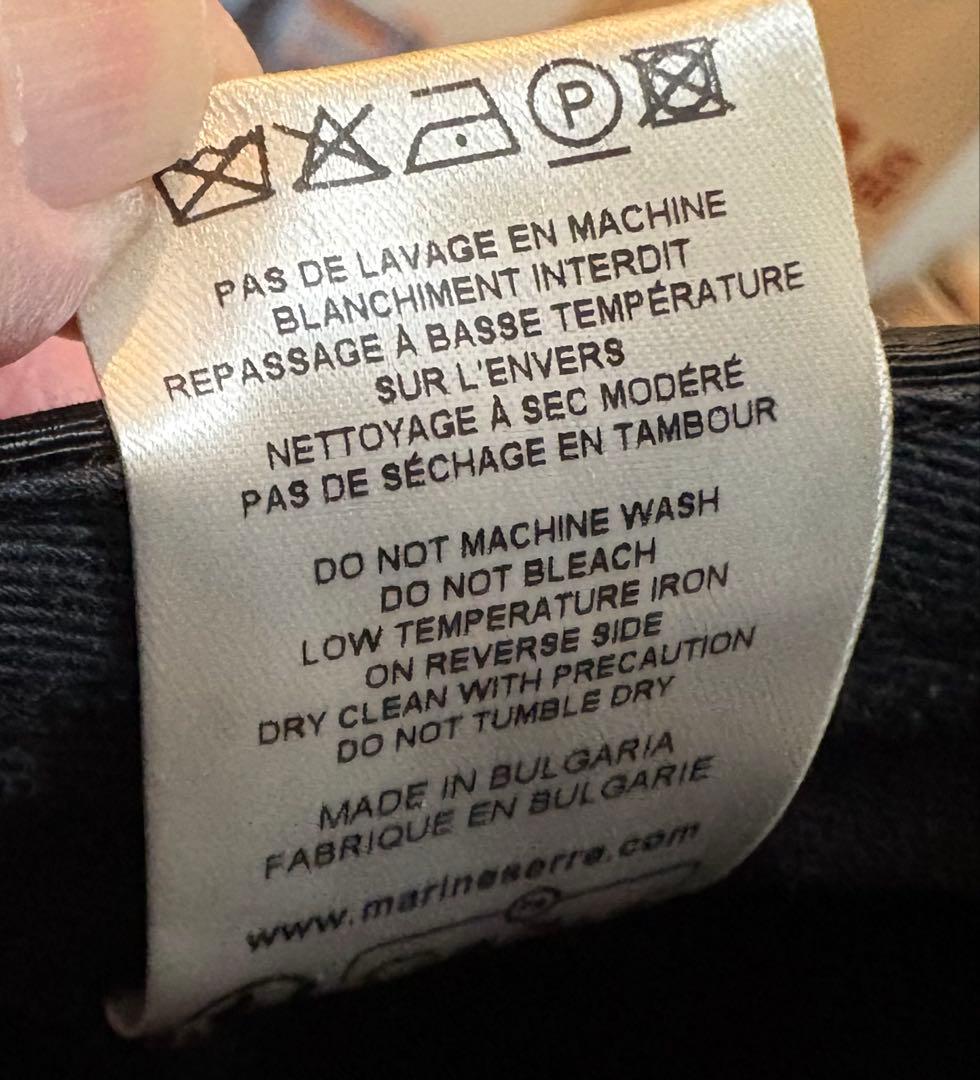 P
PAS DE LAVAGE EN MACHINE
BLANCHIMENT INTERDIT
REPASSAGE À BASSE TEMPÉRATURE
SUR L'ENVERS
NETTOYAGE À SEC MODÉRÉ
PAS DE SÉCHAGE EN TAMBOUR
DO NOT MACHINE WASH
DO NOT BLEACH
LOW TEMPERATURE IRON
ON REVERSE SIDE
DRY CLEAN WITH PRECAUTION
DO NOT TUMBLE DRY
MADE IN BULGARIA
FABRIQUE EN BULGARIE
www.marineserre.com